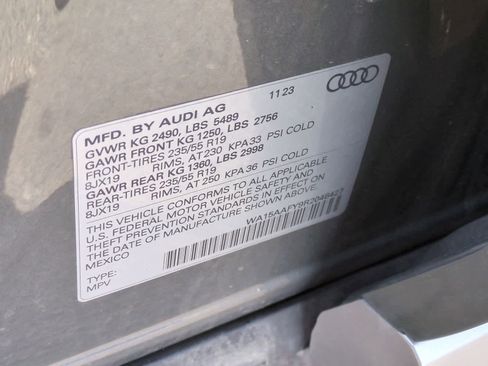 MFD. BY AUDI AG 11 23
GVWR KG 2490, LBS 5489
GAWR FRONT KG 1250, LBS 2756
FRONT-TIRES 235/55 R19
8JX19 RIMS, AT 230 KPA 33 PSI COLD
GAWR REAR KG 1360, LBS 2998
REAR-TIRES 235/55 R19
8JX19 RIMS, AT 250 KPA 36 PSI COLD
THIS VEHICLE CONFORMS TO ALL APPLICABLE
U.S. FEDERAL MOTOR VEHICLE SAFETY AND
THEFT PREVENTION STANDARDS IN EFFECT ON
THE DATE OF MANUFACTURE SHOWN ABOVE.
MEXICO
TYPE:
MPV